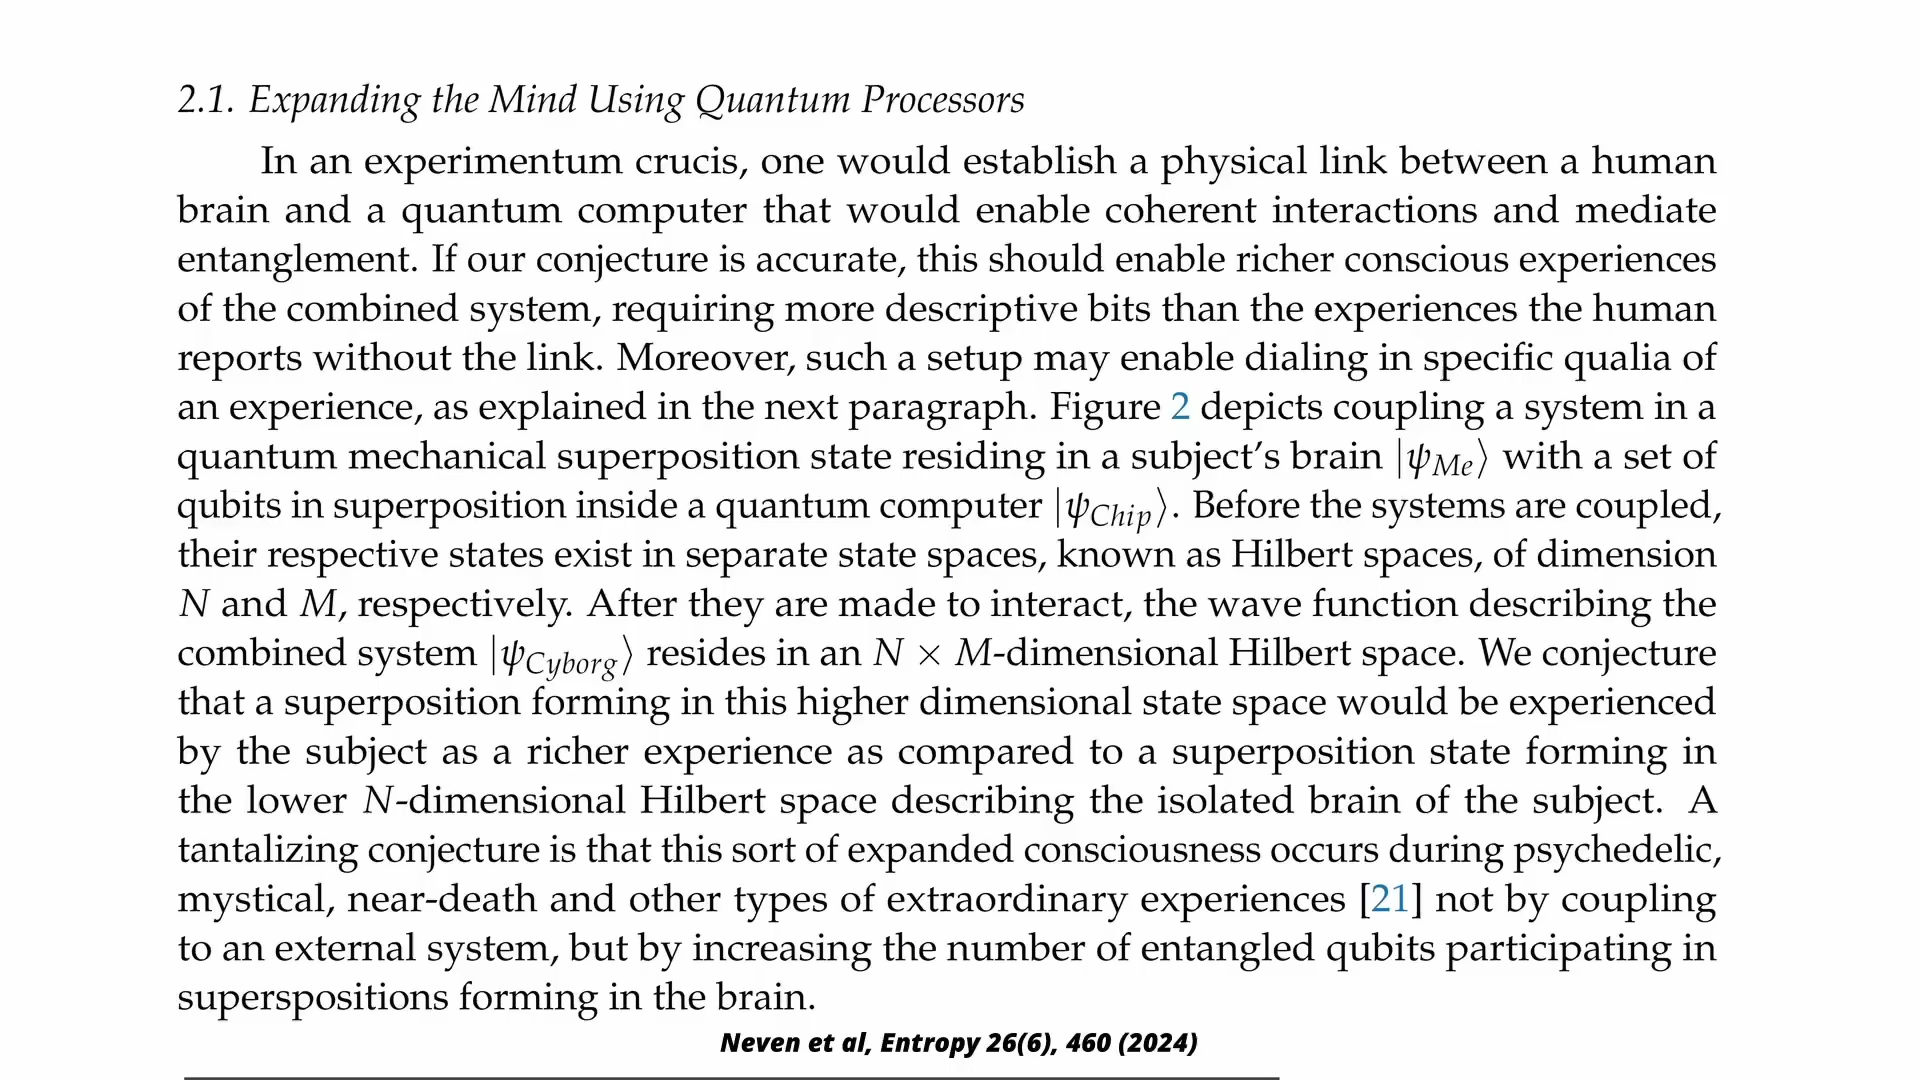 2.1. Expanding the Mind Using Quantum Processors
In an experimentum crucis, one would establish a physical link between a human
brain and a quantum computer that would enable coherent interactions and mediate
entanglement. If our conjecture is accurate, this should enable richer conscious experiences
of the combined system, requiring more descriptive bits than the experiences the human
reports without the link. Moreover, such a setup may enable dialing in specific qualia of
an experience, as explained in the next paragraph. Figure 2 depicts coupling a system in a
quantum mechanical superposition state residing in a subject's brain |ψMe⟩ with a set of
qubits in superposition inside a quantum computer |ψChip⟩. Before the systems are coupled,
their respective states exist in separate state spaces, known as Hilbert spaces, of dimension
N and M, respectively. After they are made to interact, the wave function describing the
combined system |ψCyborg⟩ resides in an N × M-dimensional Hilbert space. We conjecture
that a superposition forming in this higher dimensional state space would be experienced
by the subject as a richer experience as compared to a superposition state forming in
the lower N-dimensional Hilbert space describing the isolated brain of the subject. A
tantalizing conjecture is that this sort of expanded consciousness occurs during psychedelic,
mystical, near-death and other types of extraordinary experiences [21] not by coupling
to an external system, but by increasing the number of entangled qubits participating in
superspositions forming in the brain.
Neven et al, Entropy 26(6), 460 (2024)